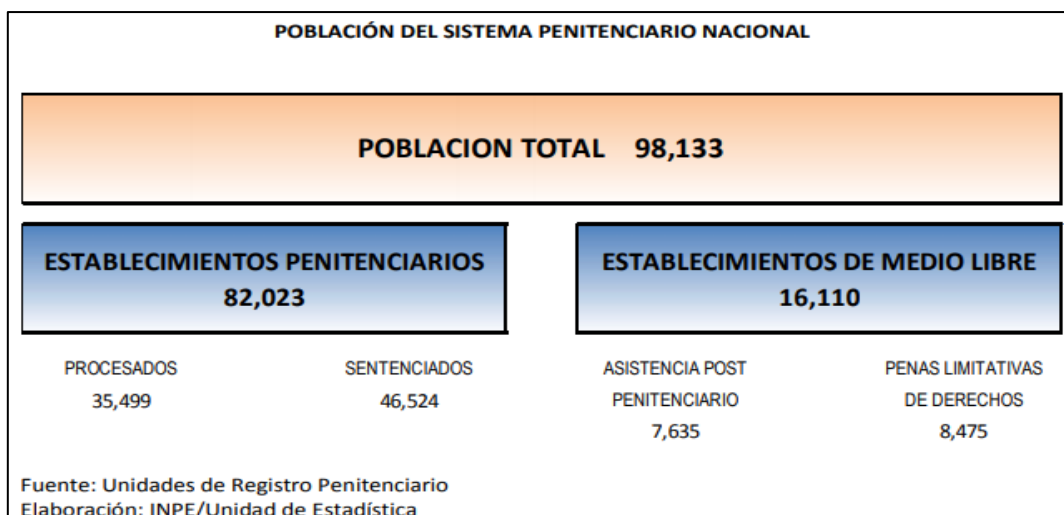 POBLACIÓN DEL SISTEMA PENITENCIARIO NACIONAL
POBLACION TOTAL 98,133
ESTABLECIMIENTOS PENITENCIARIOS
82,023
ESTABLECIMIENTOS DE MEDIO LIBRE
16,110
PROCESADOS
35,499
SENTENCIADOS
46,524
ASISTENCIA POST
PENITENCIARIO
7,635
PENAS LIMITATIVAS
DE DERECHOS
8,475
Fuente: Unidades de Registro Penitenciario
Elaboración: INPE/Unidad de Estadística